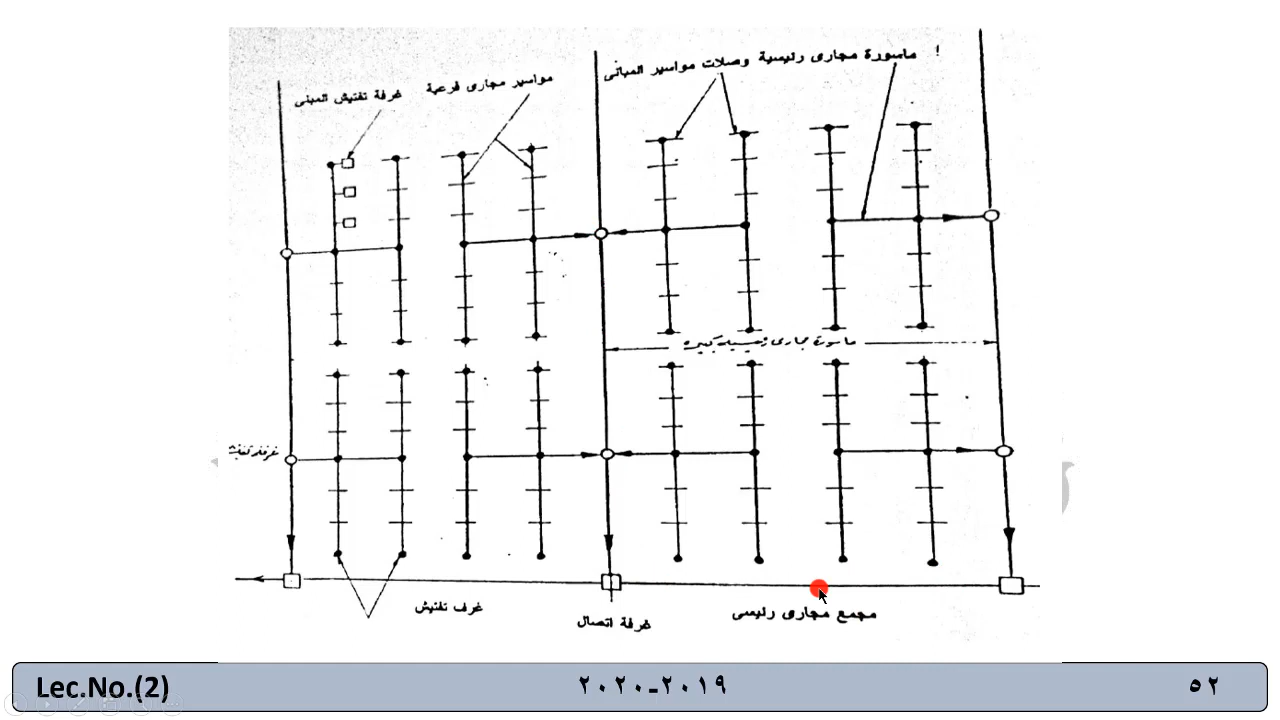 ! ماسورة مجارى رئيسية
وصلات مواسير المبانى
مواسير مجارى فرعية
غرفة تفتيش المبنى
ماسورة مجارى رئيسية كبيرة
غرف تفتيش
غرفة اتصال
مجمع مجارى رئيسى
Lec.No.(2)
٢٠٢٠-٢٠١٩
٥٢